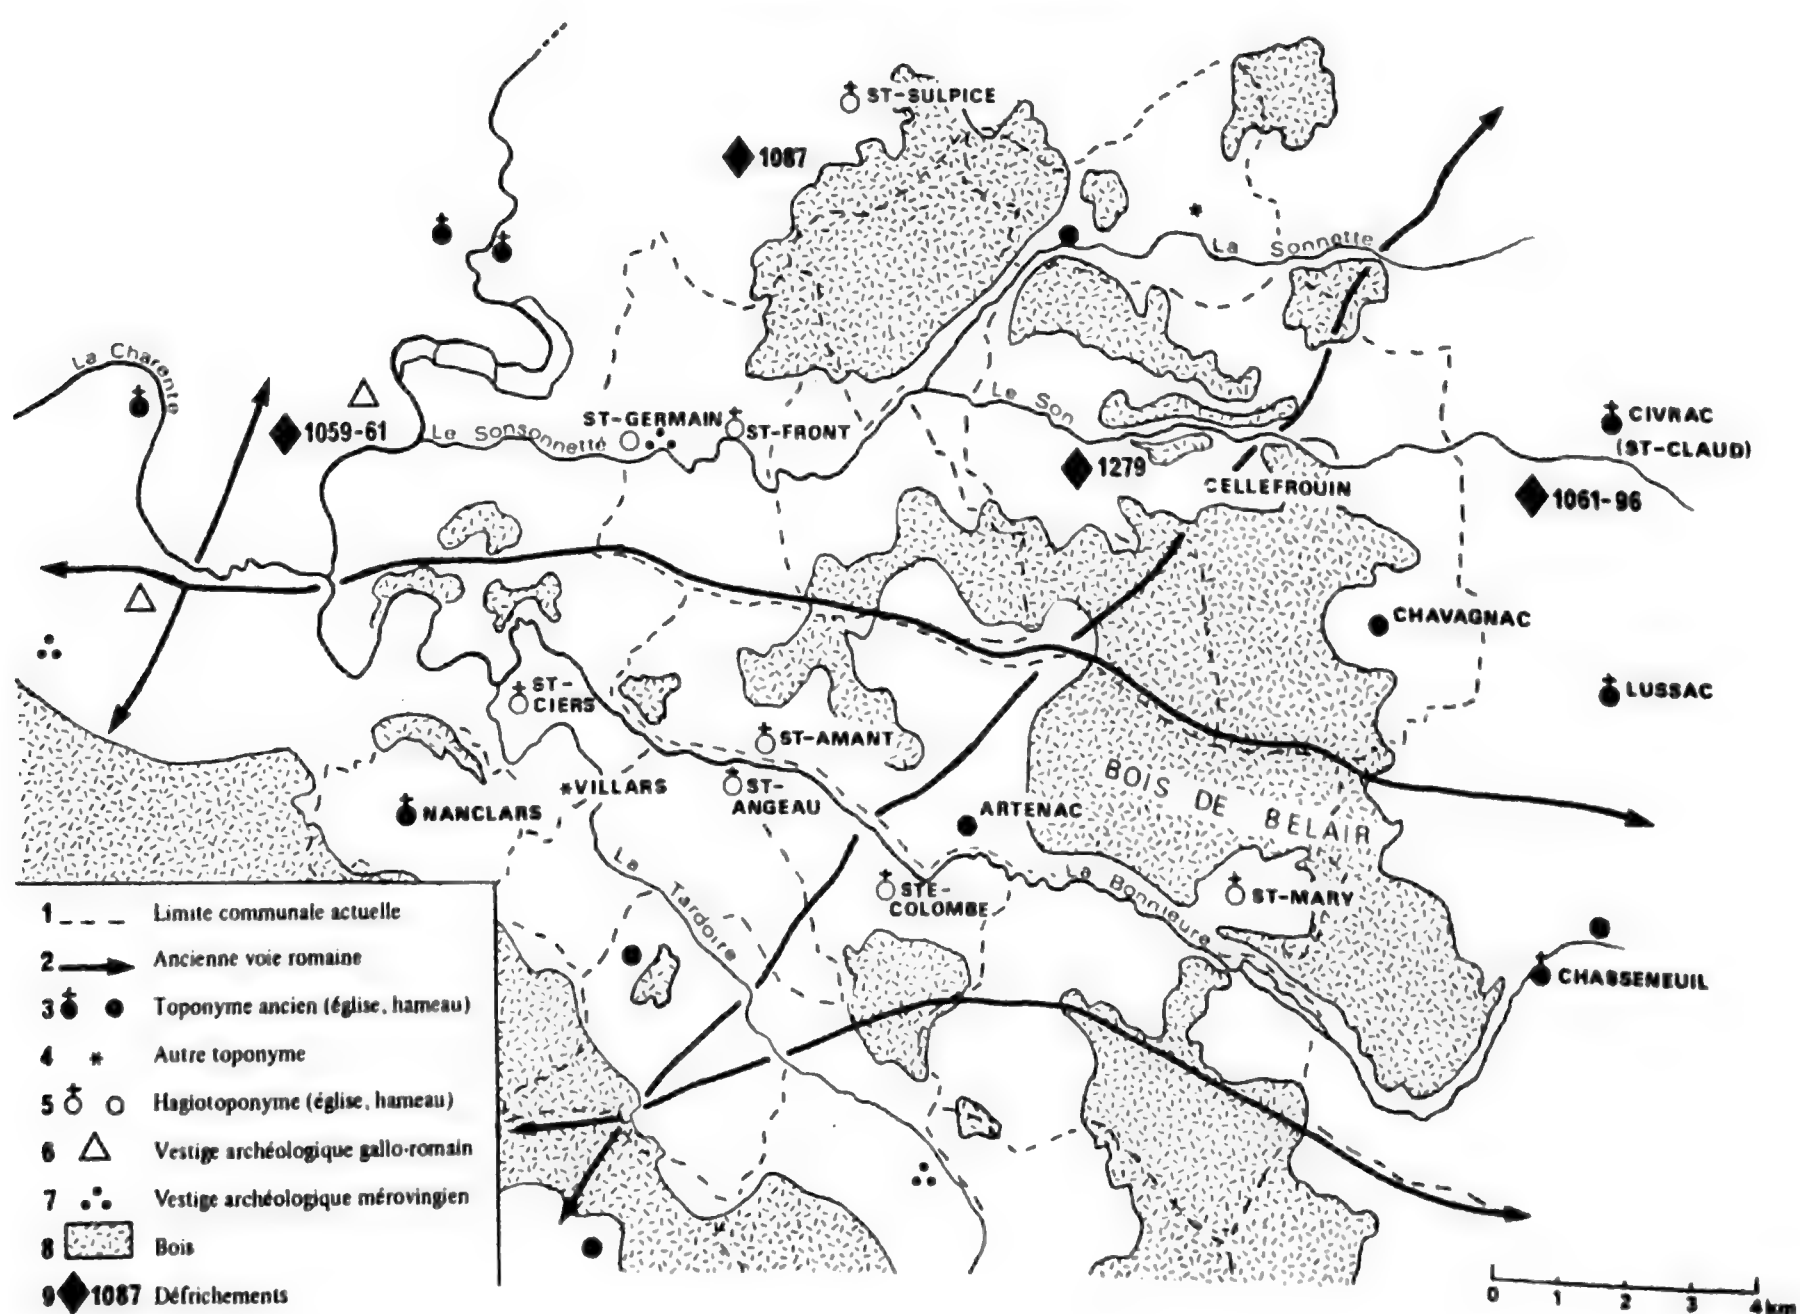 ST-SULPICE
1087
La Sonnette
La Charente
1059-61
Le Sonsonnette
ST-GERMAIN
ST-FRONT
Le Son
1279
CELLEFROUIN
CIVRAC
(ST-CLAUD)
1061-96
CHAVAGNAC
LUSSAC
ST-
CIERS
ST-AMANT
VILLARS
ST-
ANGEAU
NANCLARS
ARTENAC
BOIS DE BELAIR
La Tardoire
STE-
COLOMBE
La Bonnieure
ST-MARY
CHASSENEUIL
1 Limite communale actuelle
2 Ancienne voie romaine
3 Toponyme ancien (église, hameau)
4 * Autre toponyme
5 Hagiotoponyme (église, hameau)
6 Vestige archéologique gallo-romain
7 Vestige archéologique mérovingien
8 Bois
9 1087 Défrichements
0 1 2 3 4 km